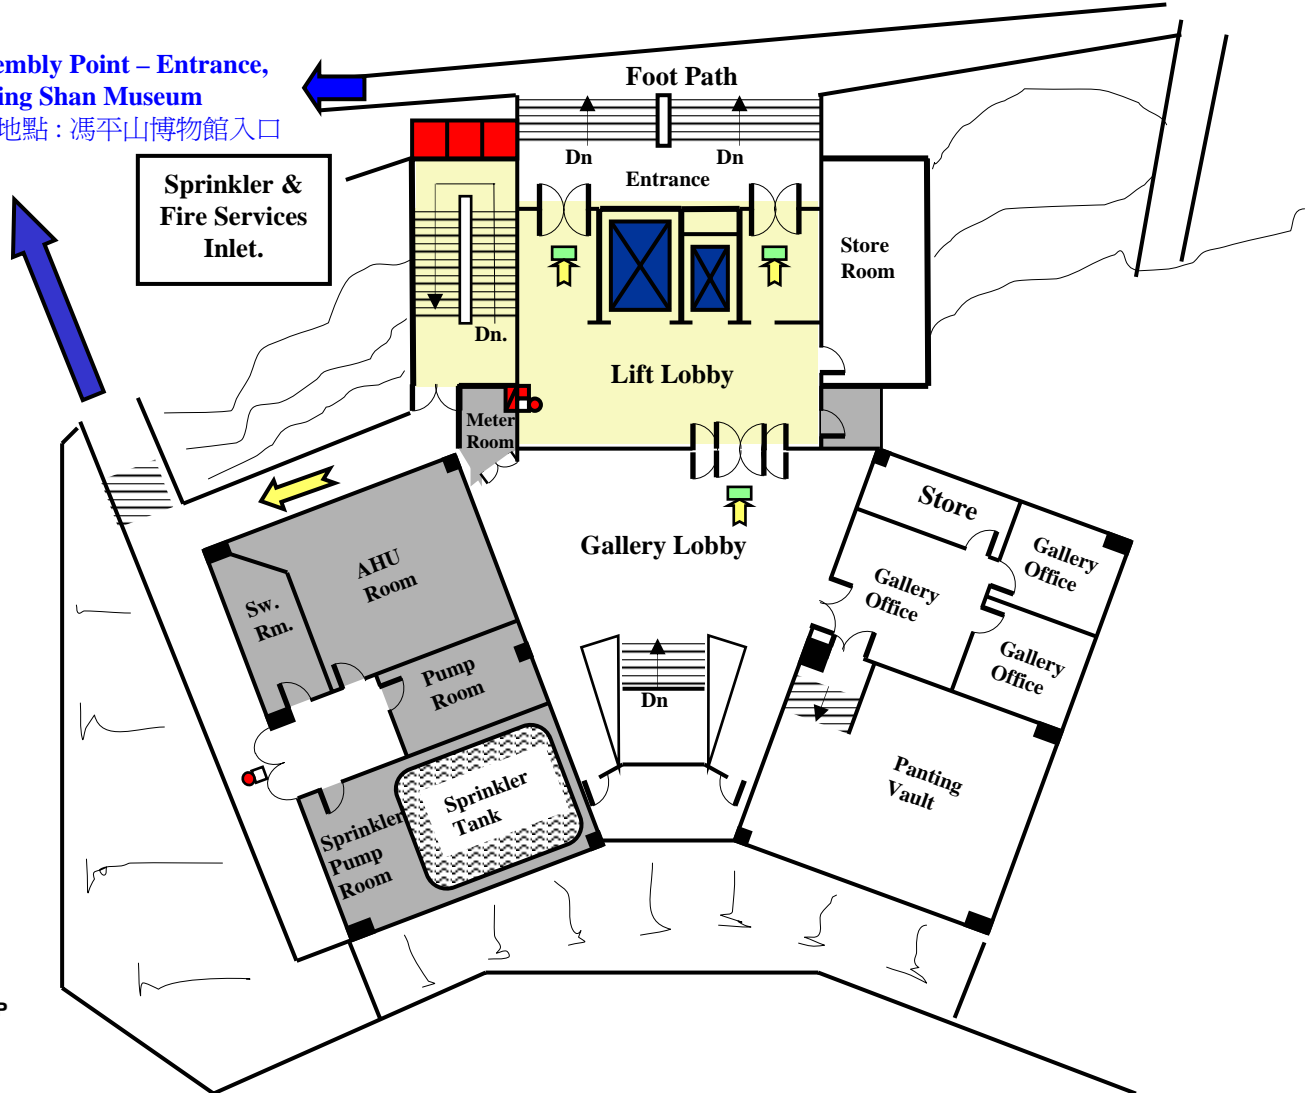 embly Point – Entrance,
ing Shan Museum
地點 : 馮平山博物館入口
Sprinkler &
Fire Services
Inlet.
Foot Path
Dn
Dn
Entrance
Store
Room
Dn.
Lift Lobby
Meter
Room
Gallery Lobby
Store
Gallery
Office
Gallery
Office
Gallery
Office
AHU
Room
Sw.
Rm.
Pump
Room
Dn
Panting
Vault
Sprinkler
Tank
Sprinkler
Pump
Room